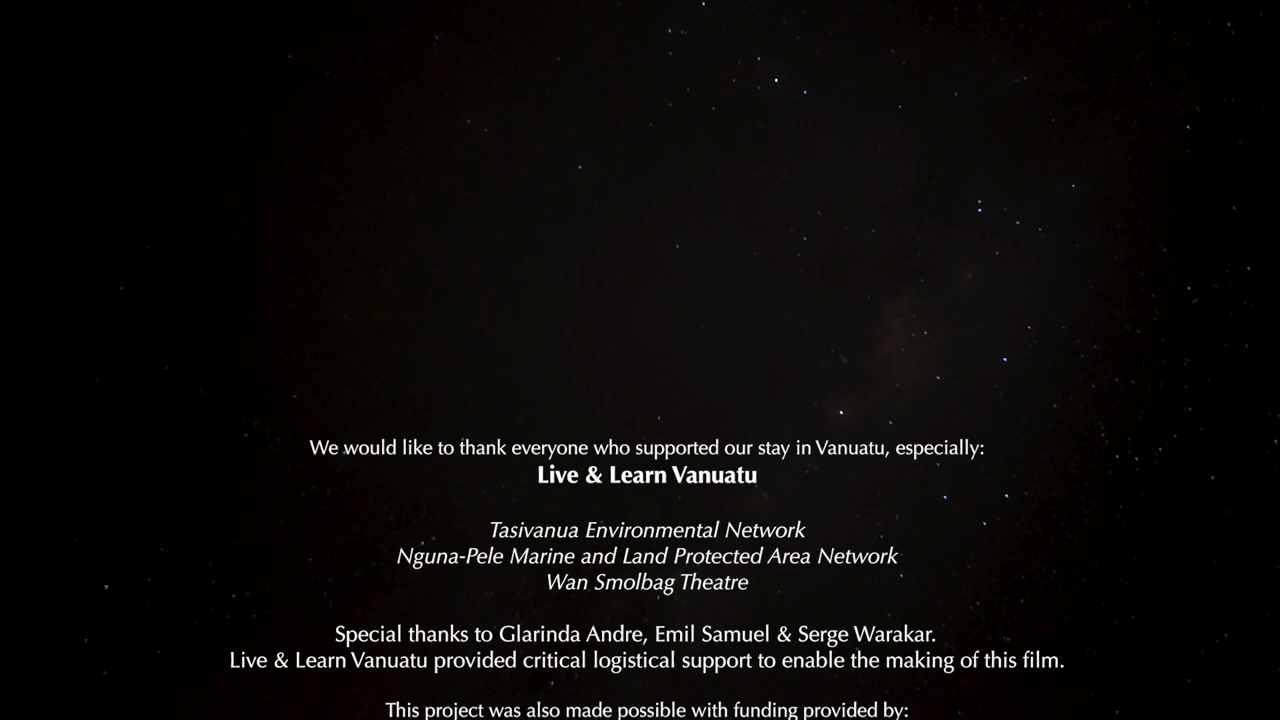 We would like to thank everyone who supported our stay in Vanuatu, especially:
Live & Learn Vanuatu
Tasivanua Environmental Network
Nguna-Pele Marine and Land Protected Area Network
Wan Smolbag Theatre
Special thanks to Glarinda Andre, Emil Samuel & Serge Warakar.
Live & Learn Vanuatu provided critical logistical support to enable the making of this film.
This project was also made possible with funding provided by: